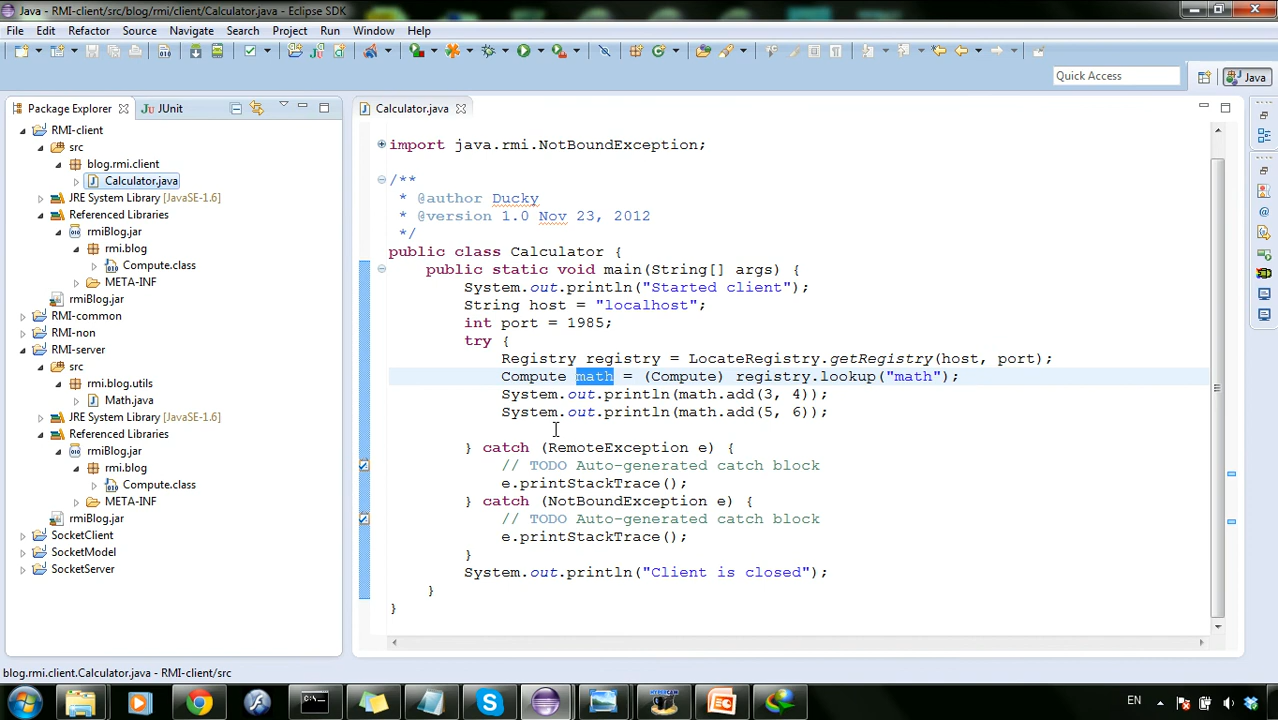 Java - RMI-client/src/blog/rmi/client/Calculator.java - Eclipse SDK
File Edit Refactor Source Navigate Search Project Run Window Help
Quick Access
Java
Package Explorer
JUnit
RMI-client
src
blog.rmi.client
Calculator.java
JRE System Library [JavaSE-1.6]
Referenced Libraries
rmiBlog.jar
rmi.blog
Compute.class
META-INF
rmiBlog.jar
RMI-common
RMI-non
RMI-server
src
rmi.blog.utils
Math.java
JRE System Library [JavaSE-1.6]
Referenced Libraries
rmiBlog.jar
rmi.blog
Compute.class
META-INF
rmiBlog.jar
SocketClient
SocketModel
SocketServer
Calculator.java
import java.rmi.NotBoundException;
/**
* @author Ducky
* @version 1.0 Nov 23, 2012
*/
public class Calculator {
public static void main(String[] args) {
System.out.println("Started client");
String host = "localhost";
int port = 1985;
try {
Registry registry = LocateRegistry.getRegistry(host, port);
Compute math = (Compute) registry.lookup("math");
System.out.println(math.add(3, 4));
System.out.println(math.add(5, 6));
} catch (RemoteException e) {
// TODO Auto-generated catch block
e.printStackTrace();
} catch (NotBoundException e) {
// TODO Auto-generated catch block
e.printStackTrace();
}
System.out.println("Client is closed");
}
}
blog.rmi.client.Calculator.java - RMI-client/src
EN